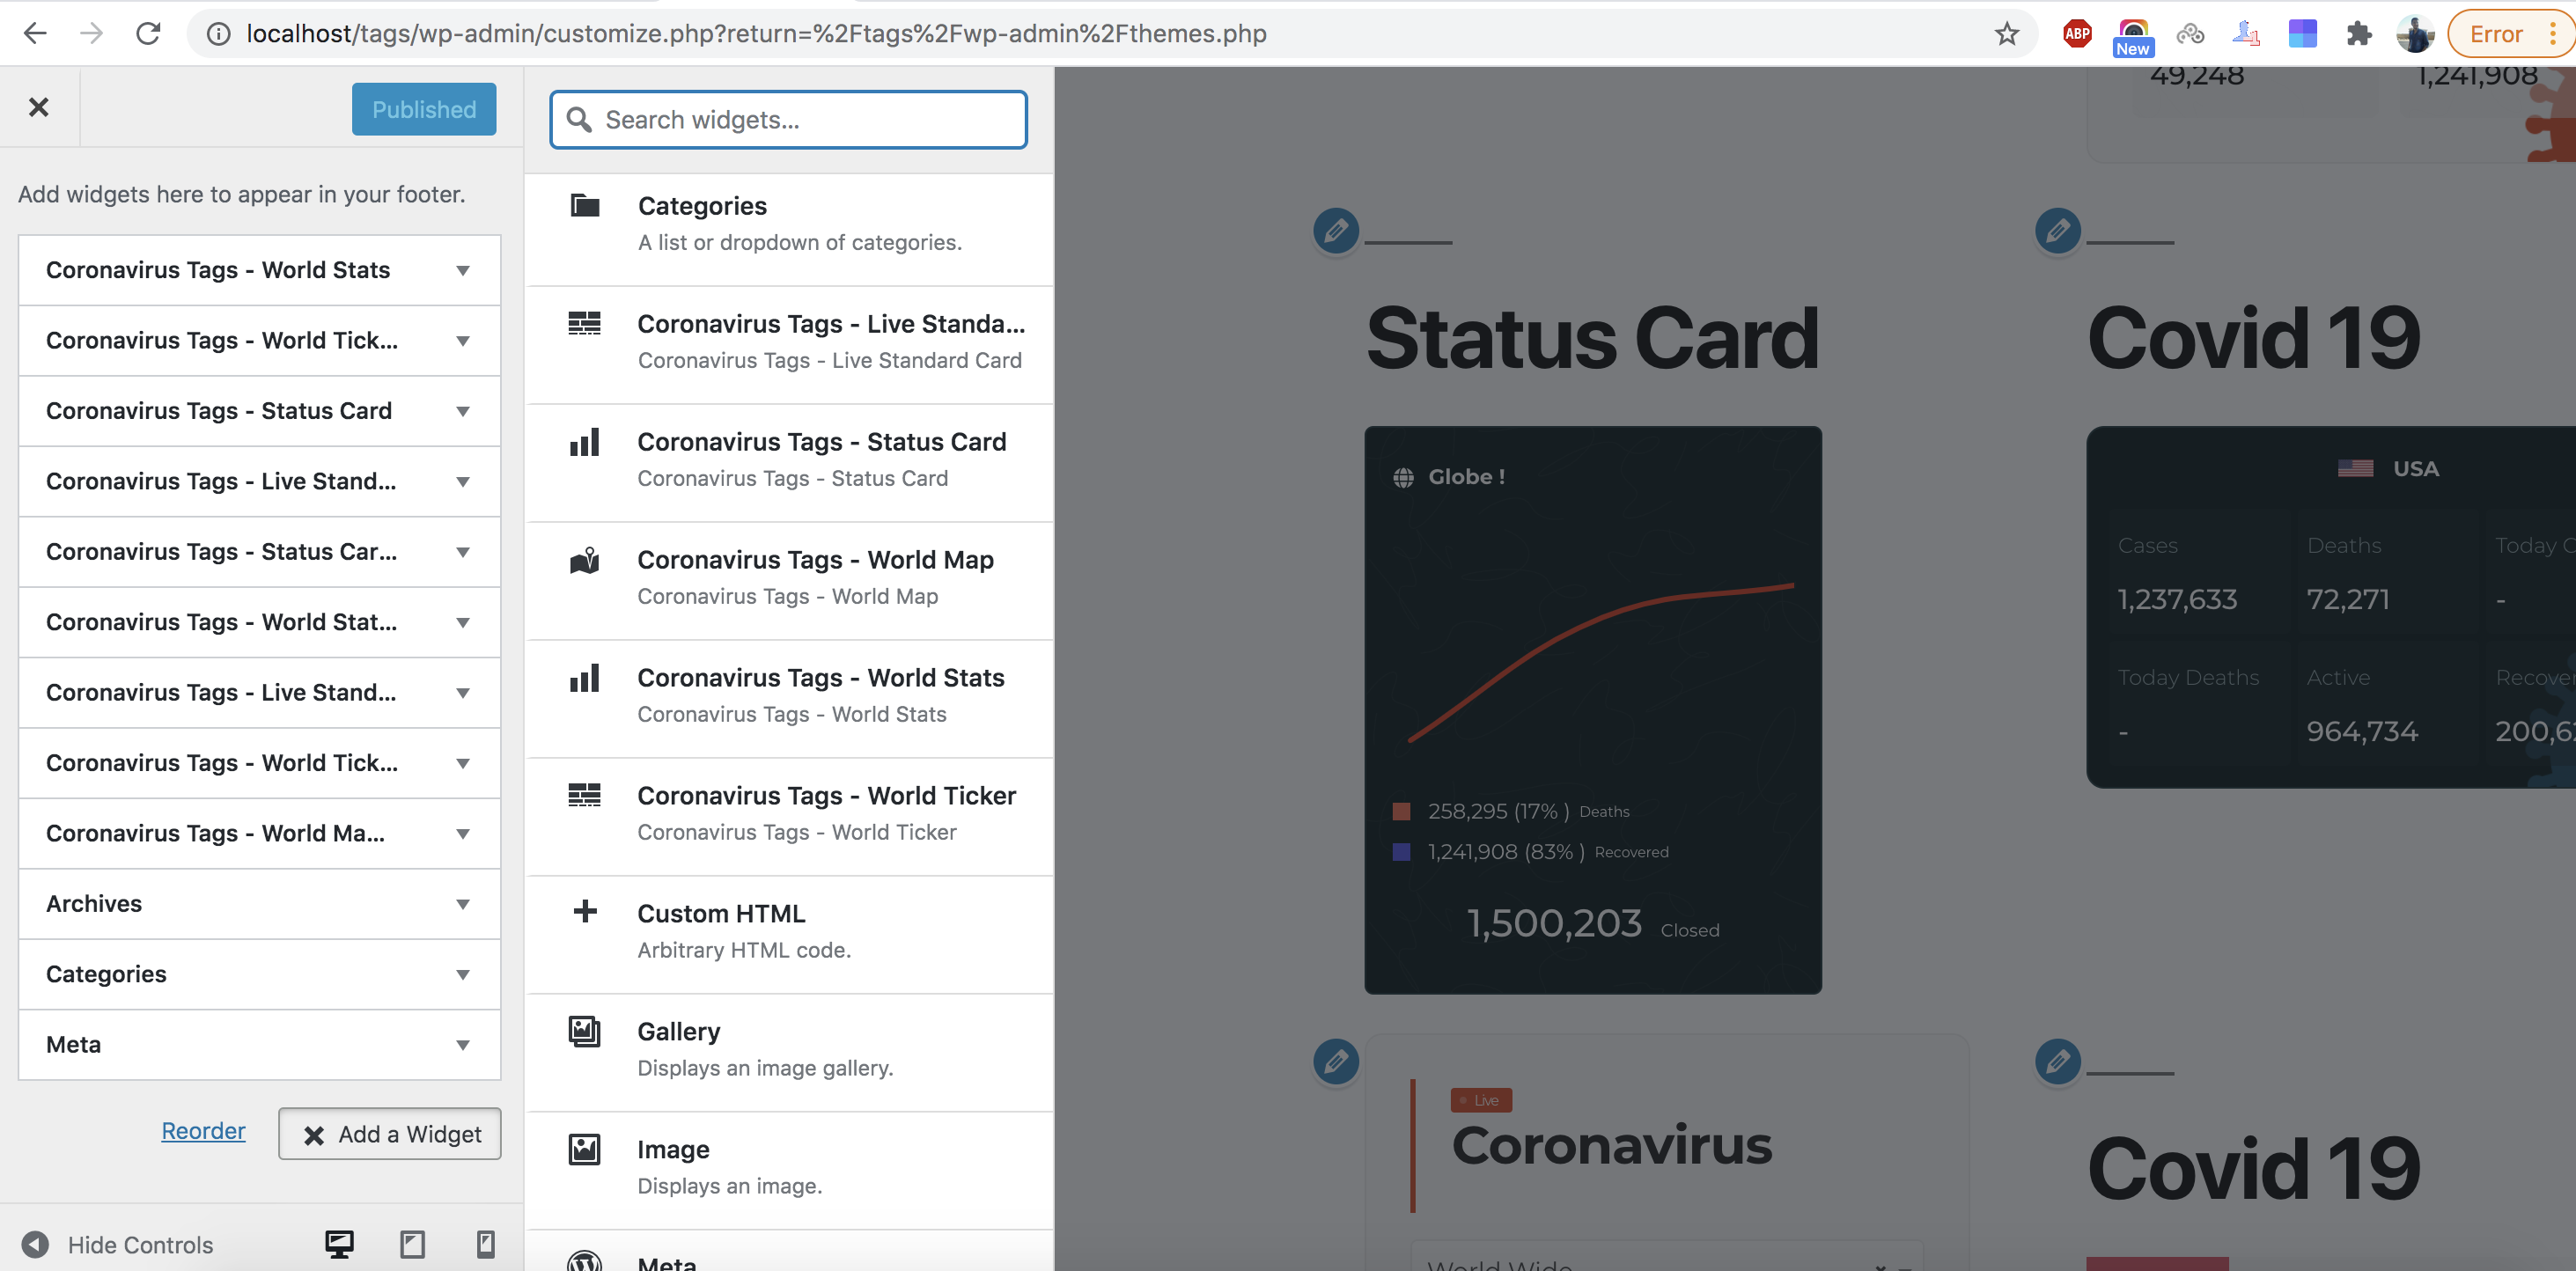 localhost/tags/wp-admin/customize.php?return=%2Ftags%2Fwp-admin%2Fthemes.php
ABP
New
Error
Published
Add widgets here to appear in your footer.
Coronavirus Tags - World Stats
Coronavirus Tags - World Tick...
Coronavirus Tags - Status Card
Coronavirus Tags - Live Stand...
Coronavirus Tags - Status Car...
Coronavirus Tags - World Stat...
Coronavirus Tags - Live Stand...
Coronavirus Tags - World Tick...
Coronavirus Tags - World Ma...
Archives
Categories
Meta
Reorder
Add a Widget
Hide Controls
Search widgets...
Categories
A list or dropdown of categories.
Coronavirus Tags - Live Standa...
Coronavirus Tags - Live Standard Card
Coronavirus Tags - Status Card
Coronavirus Tags - Status Card
Coronavirus Tags - World Map
Coronavirus Tags - World Map
Coronavirus Tags - World Stats
Coronavirus Tags - World Stats
Coronavirus Tags - World Ticker
Coronavirus Tags - World Ticker
Custom HTML
Arbitrary HTML code.
Gallery
Displays an image gallery.
Image
Displays an image.
Meta
49,248 1,241,908
Status Card
Globe !
258,295 (17% ) Deaths
1,241,908 (83% ) Recovered
1,500,203 Closed
Live
Coronavirus
World Wide
Covid 19
USA
Cases Deaths Today C
1,237,633 72,271 -
Today Deaths Active Recover
- 964,734 200,62
Covid 19